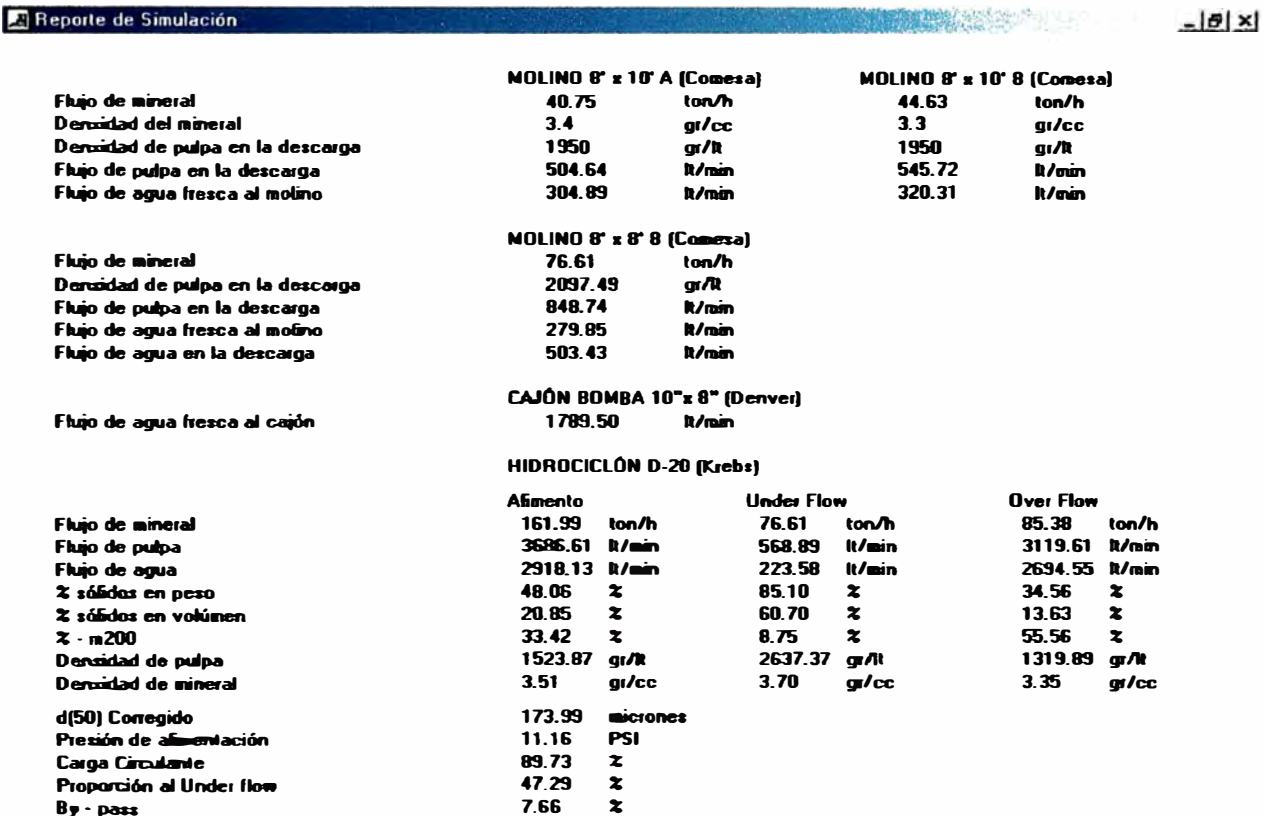 Reporte de Simulación
MOLINO 8' x 10' A (Comesa) MOLINO 8' x 10' B (Comesa)
Flujo de mineral 40.75 ton/h 44.63 ton/h
Densidad del mineral 3.4 gr/cc 3.3 gr/cc
Densidad de pulpa en la descarga 1950 gr/lt 1950 gr/lt
Flujo de pulpa en la descarga 504.64 lt/min 545.72 lt/min
Flujo de agua fresca al molino 304.89 lt/min 320.31 lt/min
MOLINO 8' x 8' B (Comesa)
Flujo de mineral 76.61 ton/h
Densidad de pulpa en la descarga 2097.49 gr/lt
Flujo de pulpa en la descarga 848.74 lt/min
Flujo de agua fresca al molino 279.85 lt/min
Flujo de agua en la descarga 503.43 lt/min
CAJÓN BOMBA 10"x 8" (Denver)
Flujo de agua fresca al cajón 1789.50 lt/min
HIDROCICLÓN D-20 (Krebs)
Alimento Under Flow Over Flow
Flujo de mineral 161.99 ton/h 76.61 ton/h 85.38 ton/h
Flujo de pulpa 3686.61 lt/min 568.89 lt/min 3119.61 lt/min
Flujo de agua 2918.13 lt/min 223.58 lt/min 2694.55 lt/min
% sólidos en peso 48.06 % 85.10 % 34.56 %
% sólidos en volúmen 20.85 % 60.70 % 13.63 %
% - m200 33.42 % 8.75 % 55.56 %
Densidad de pulpa 1523.87 gr/lt 2637.37 gr/lt 1319.89 gr/lt
Densidad de mineral 3.51 gr/cc 3.70 gr/cc 3.35 gr/cc
d(50) Corregido 173.99 micrones
Presión de alimentación 11.16 PSI
Carga Circulante 89.73 %
Proporción al Under flow 47.29 %
By - pass 7.66 %